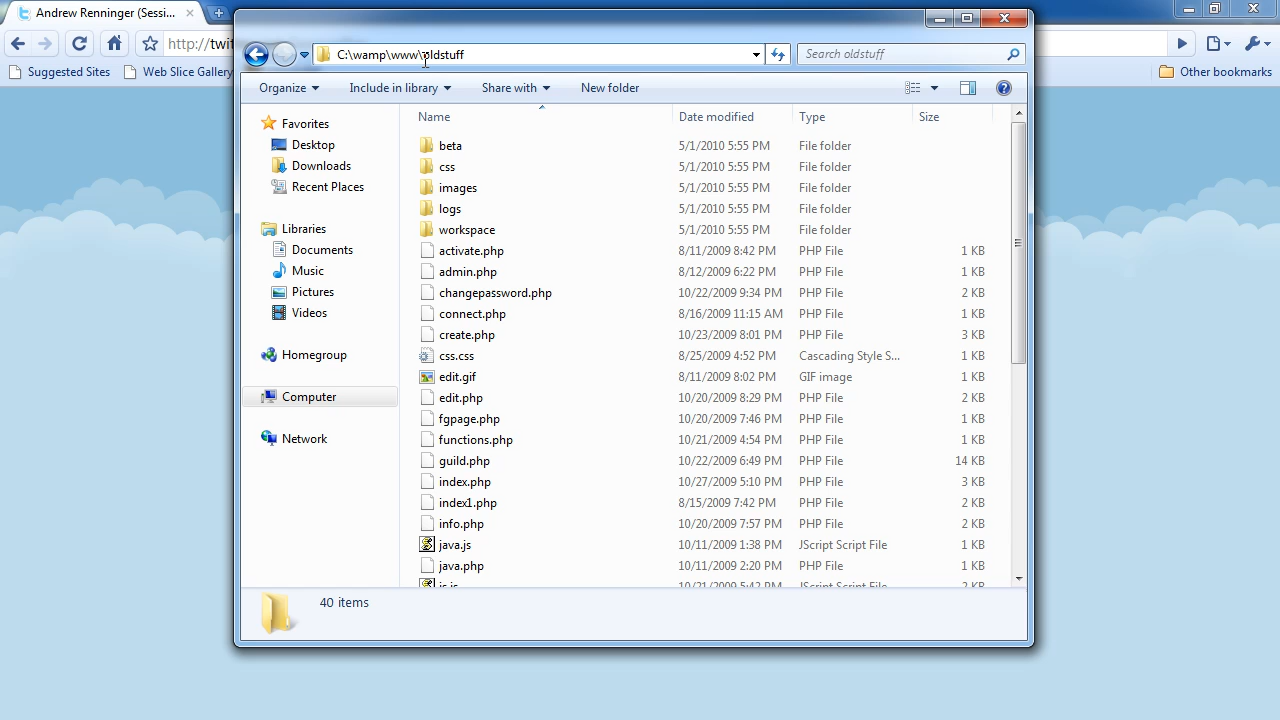 Andrew Renninger (Sessi...
http://twit
Suggested Sites
Web Slice Gallery
Other bookmarks
C:\wamp\www\oldstuff
Search oldstuff
Organize
Include in library
Share with
New folder
Favorites
Desktop
Downloads
Recent Places
Libraries
Documents
Music
Pictures
Videos
Homegroup
Computer
Network
Name Date modified Type Size
beta 5/1/2010 5:55 PM File folder
css 5/1/2010 5:55 PM File folder
images 5/1/2010 5:55 PM File folder
logs 5/1/2010 5:55 PM File folder
workspace 5/1/2010 5:55 PM File folder
activate.php 8/11/2009 8:42 PM PHP File 1 KB
admin.php 8/12/2009 6:22 PM PHP File 1 KB
changepassword.php 10/22/2009 9:34 PM PHP File 2 KB
connect.php 8/16/2009 11:15 AM PHP File 1 KB
create.php 10/23/2009 8:01 PM PHP File 3 KB
css.css 8/25/2009 4:52 PM Cascading Style S... 1 KB
edit.gif 8/11/2009 8:02 PM GIF image 1 KB
edit.php 10/20/2009 8:29 PM PHP File 2 KB
fgpage.php 10/20/2009 7:46 PM PHP File 1 KB
functions.php 10/21/2009 4:54 PM PHP File 1 KB
guild.php 10/22/2009 6:49 PM PHP File 14 KB
index.php 10/27/2009 5:10 PM PHP File 3 KB
index1.php 8/15/2009 7:42 PM PHP File 2 KB
info.php 10/20/2009 7:57 PM PHP File 2 KB
java.js 10/11/2009 1:38 PM JScript Script File 1 KB
java.php 10/11/2009 2:20 PM PHP File 1 KB
js.js 10/21/2009 5:42 PM JScript Script File 2 KB
40 items